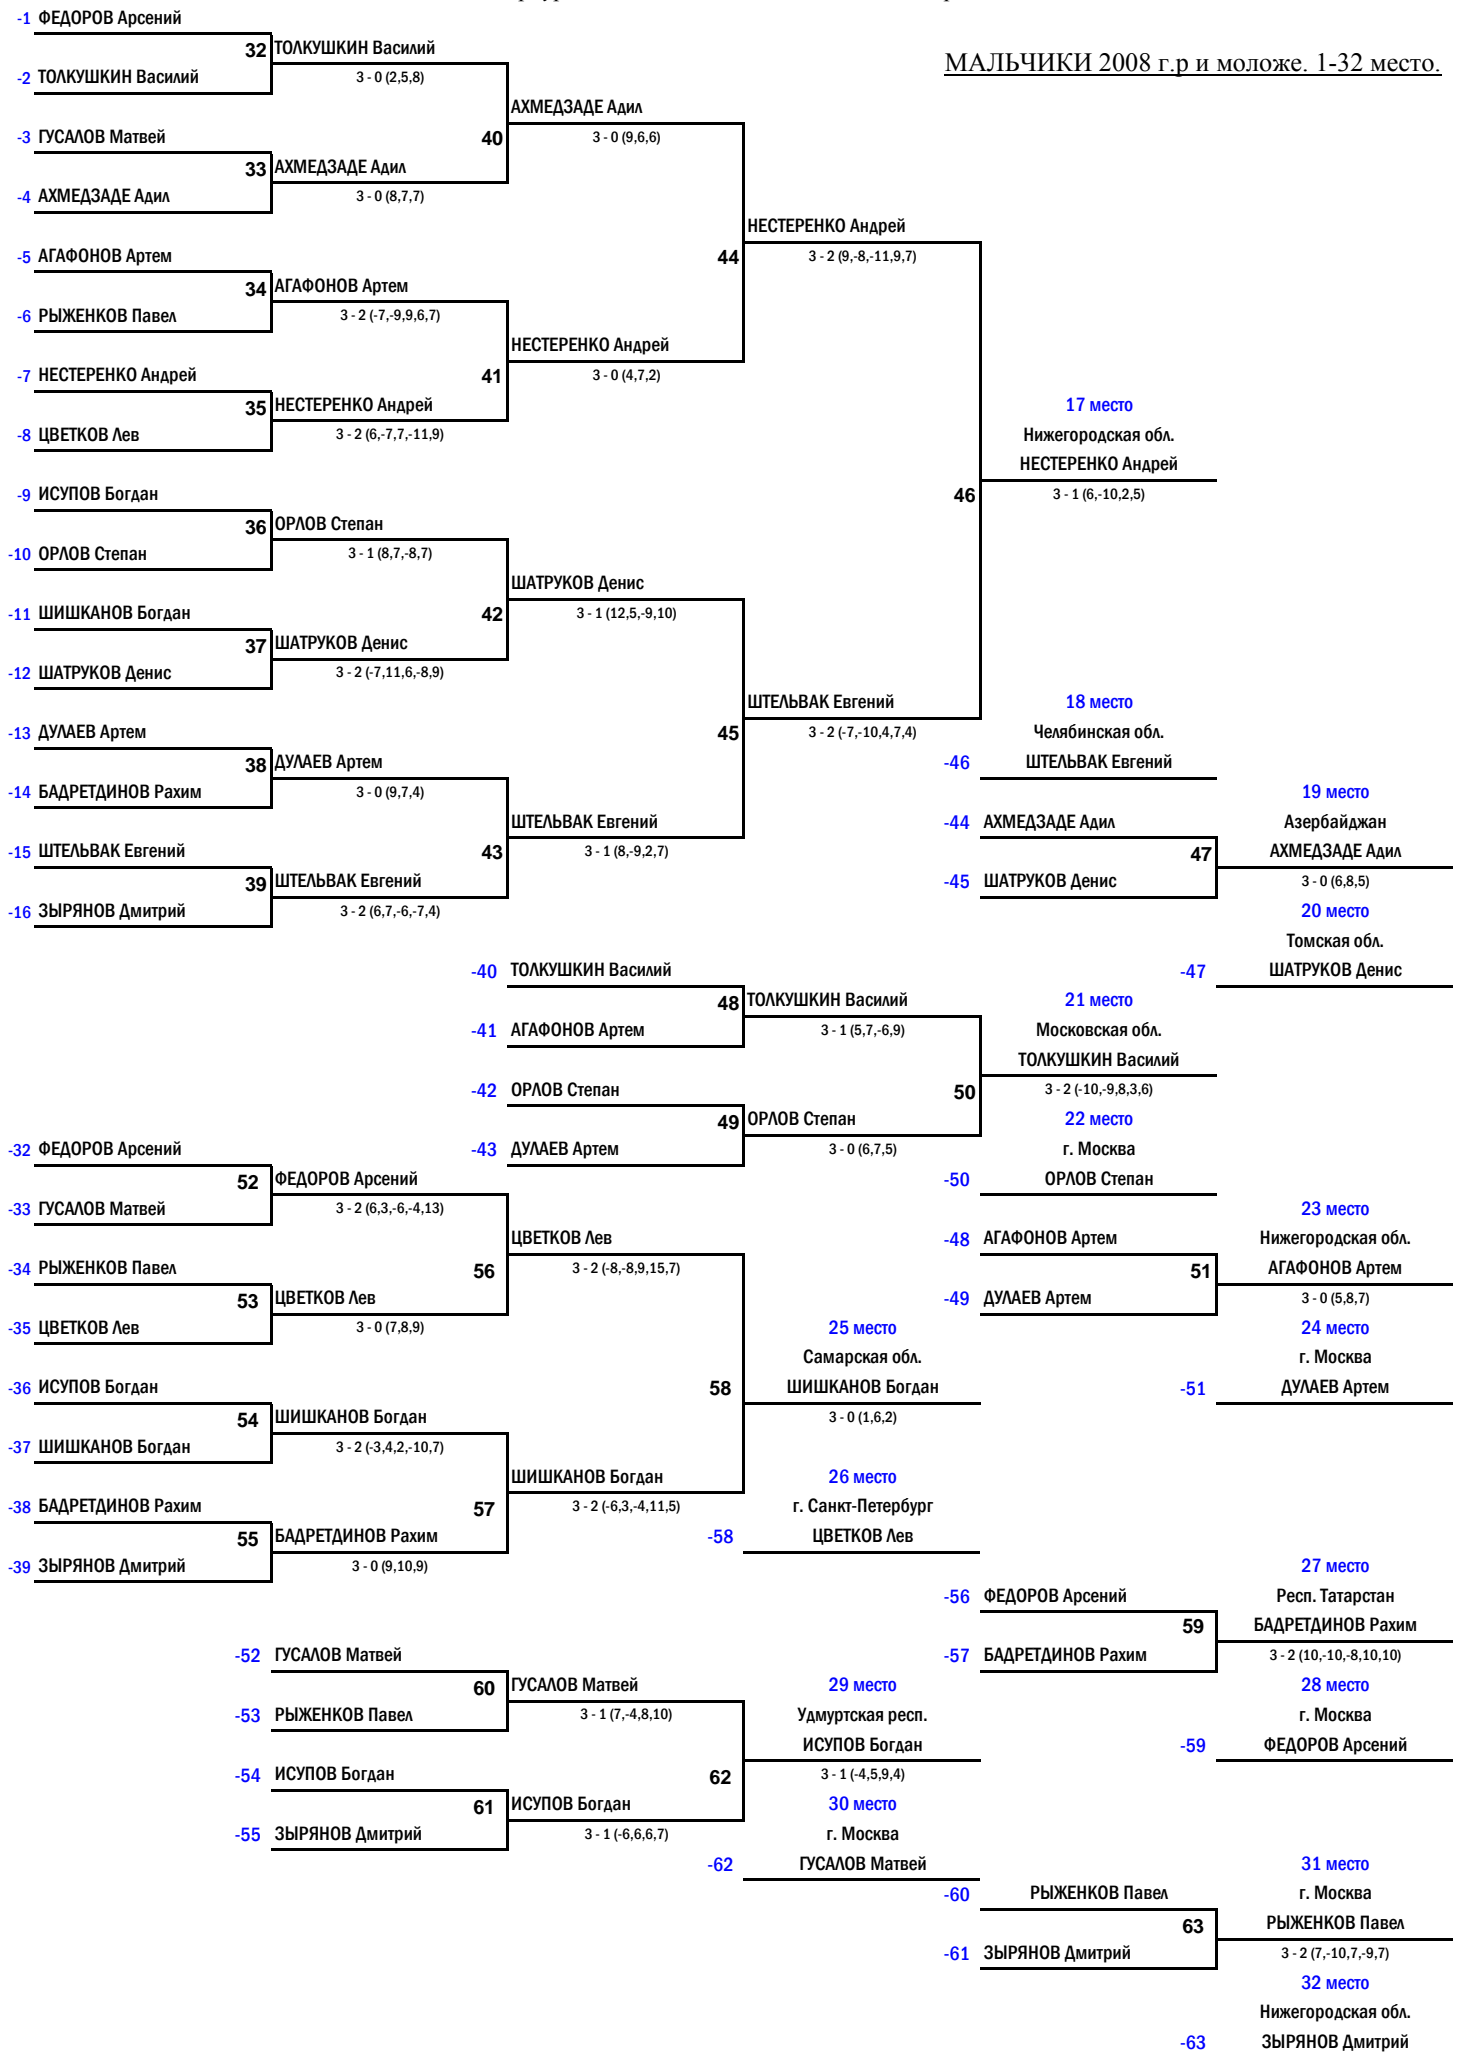 -1 ФЕДОРОВ Арсений
32 ТОЛКУШКИН Василий
МАЛЬЧИКИ 2008 г.р и моложе. 1-32 место.
-2 ТОЛКУШКИН Василий
3 - 0 (2,5,8)
АХМЕДЗАДЕ Адил
-3 ГУСАЛОВ Матвей
40
3 - 0 (9,6,6)
33 АХМЕДЗАДЕ Адил
-4 АХМЕДЗАДЕ Адил
3 - 0 (8,7,7)
НЕСТЕРЕНКО Андрей
-5 АГАФОНОВ Артем
44
3 - 2 (9,-8,-11,9,7)
34 АГАФОНОВ Артем
-6 РЫЖЕНКОВ Павел
3 - 2 (-7,-9,9,6,7)
НЕСТЕРЕНКО Андрей
-7 НЕСТЕРЕНКО Андрей
41
3 - 0 (4,7,2)
35 НЕСТЕРЕНКО Андрей
17 место
-8 ЦВЕТКОВ Лев
3 - 2 (6,-7,7,-11,9)
Нижегородская обл.
НЕСТЕРЕНКО Андрей
-9 ИСУПОВ Богдан
46
3 - 1 (6,-10,2,5)
36 ОРЛОВ Степан
-10 ОРЛОВ Степан
3 - 1 (8,7,-8,7)
ШАТРУКОВ Денис
-11 ШИШКАНОВ Богдан
42
3 - 1 (12,5,-9,10)
37 ШАТРУКОВ Денис
-12 ШАТРУКОВ Денис
3 - 2 (-7,11,6,-8,9)
ШТЕЛЬВАК Евгений
18 место
-13 ДУЛАЕВ Артем
45
3 - 2 (-7,-10,4,7,4)
Челябинская обл.
38 ДУЛАЕВ Артем
-46 ШТЕЛЬВАК Евгений
-14 БАДРЕТДИНОВ Рахим
3 - 0 (9,7,4)
19 место
ШТЕЛЬВАК Евгений
-44 АХМЕДЗАДЕ Адил
Азербайджан
-15 ШТЕЛЬВАК Евгений
43
3 - 1 (8,-9,2,7)
47 АХМЕДЗАДЕ Адил
39 ШТЕЛЬВАК Евгений
-45 ШАТРУКОВ Денис
3 - 0 (6,8,5)
-16 ЗЫРЯНОВ Дмитрий
3 - 2 (6,7,-6,-7,4)
20 место
Томская обл.
-40 ТОЛКУШКИН Василий
-47 ШАТРУКОВ Денис
48 ТОЛКУШКИН Василий
21 место
-41 АГАФОНОВ Артем
3 - 1 (5,7,-6,9)
Московская обл.
ТОЛКУШКИН Василий
-42 ОРЛОВ Степан
50
3 - 2 (-10,-9,8,3,6)
49 ОРЛОВ Степан
22 место
-32 ФЕДОРОВ Арсений
-43 ДУЛАЕВ Артем
3 - 0 (6,7,5)
г. Москва
52 ФЕДОРОВ Арсений
-50 ОРЛОВ Степан
-33 ГУСАЛОВ Матвей
3 - 2 (6,3,-6,-4,13)
23 место
ЦВЕТКОВ Лев
-48 АГАФОНОВ Артем
Нижегородская обл.
-34 РЫЖЕНКОВ Павел
56
3 - 2 (-8,-8,9,15,7)
51 АГАФОНОВ Артем
53 ЦВЕТКОВ Лев
-49 ДУЛАЕВ Артем
3 - 0 (5,8,7)
-35 ЦВЕТКОВ Лев
3 - 0 (7,8,9)
25 место
24 место
Самарская обл.
г. Москва
-36 ИСУПОВ Богдан
58 ШИШКАНОВ Богдан
-51 ДУЛАЕВ Артем
54 ШИШКАНОВ Богдан
3 - 0 (1,6,2)
-37 ШИШКАНОВ Богдан
3 - 2 (-3,4,2,-10,7)
ШИШКАНОВ Богдан
26 место
-38 БАДРЕТДИНОВ Рахим
57
3 - 2 (-6,3,-4,11,5)
г. Санкт-Петербург
55 БАДРЕТДИНОВ Рахим
-58 ЦВЕТКОВ Лев
-39 ЗЫРЯНОВ Дмитрий
3 - 0 (9,10,9)
27 место
-56 ФЕДОРОВ Арсений
Респ. Татарстан
59 БАДРЕТДИНОВ Рахим
-52 ГУСАЛОВ Матвей
-57 БАДРЕТДИНОВ Рахим
3 - 2 (10,-10,-8,10,10)
60 ГУСАЛОВ Матвей
29 место
28 место
-53 РЫЖЕНКОВ Павел
3 - 1 (7,-4,8,10)
Удмуртская респ.
г. Москва
ИСУПОВ Богдан
-59 ФЕДОРОВ Арсений
-54 ИСУПОВ Богдан
62
3 - 1 (-4,5,9,4)
61 ИСУПОВ Богдан
30 место
-55 ЗЫРЯНОВ Дмитрий
3 - 1 (-6,6,6,7)
г. Москва
-62 ГУСАЛОВ Матвей
31 место
-60 РЫЖЕНКОВ Павел
г. Москва
63 РЫЖЕНКОВ Павел
-61 ЗЫРЯНОВ Дмитрий
3 - 2 (7,-10,7,-9,7)
32 место
Нижегородская обл.
-63 ЗЫРЯНОВ Дмитрий